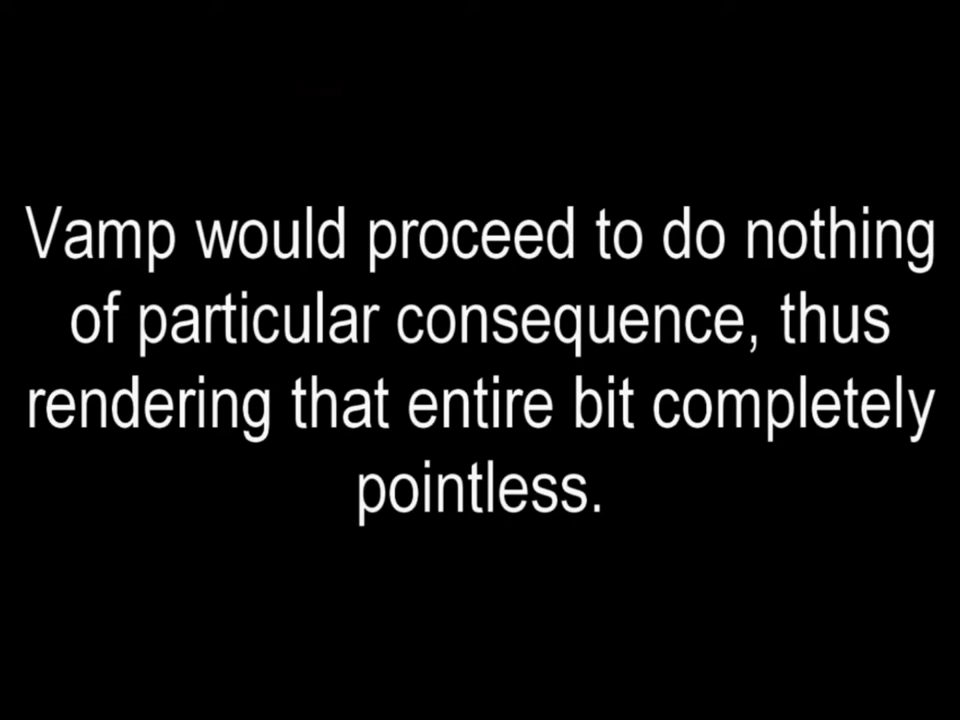 Vamp would proceed to do nothing
of particular consequence, thus
rendering that entire bit completely
pointless.